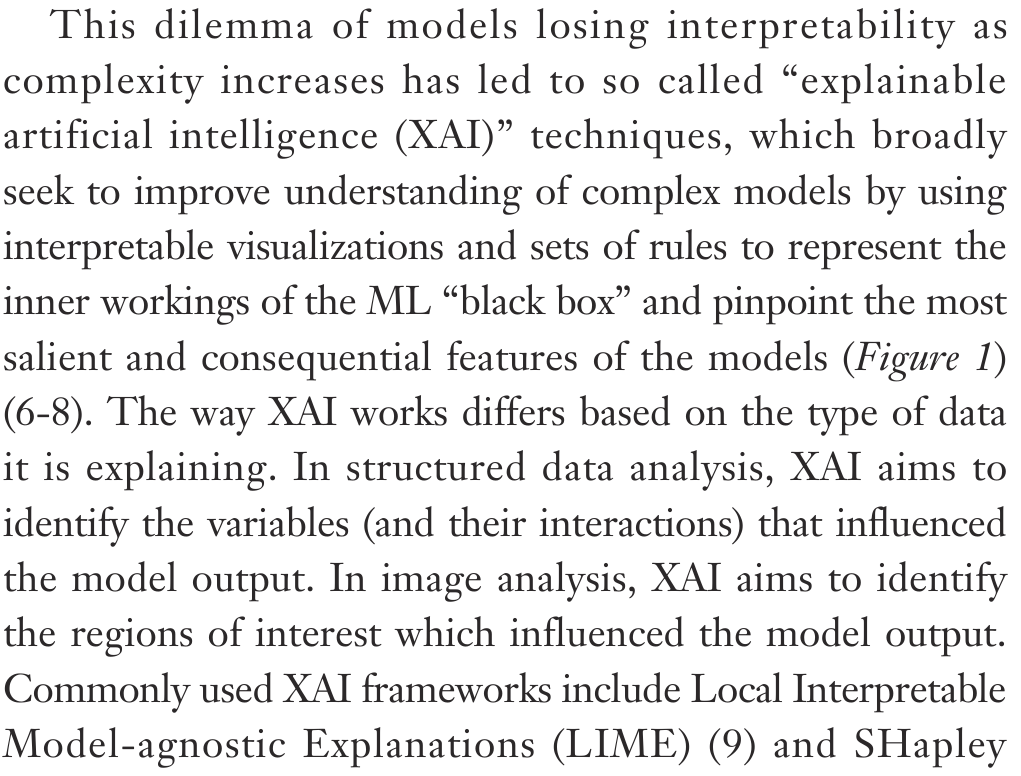 This dilemma of models losing interpretability as
complexity increases has led to so called “explainable
artificial intelligence (XAI)” techniques, which broadly
seek to improve understanding of complex models by using
interpretable visualizations and sets of rules to represent the
inner workings of the ML “black box” and pinpoint the most
salient and consequential features of the models (Figure 1)
(6-8). The way XAI works differs based on the type of data
it is explaining. In structured data analysis, XAI aims to
identify the variables (and their interactions) that influenced
the model output. In image analysis, XAI aims to identify
the regions of interest which influenced the model output.
Commonly used XAI frameworks include Local Interpretable
Model-agnostic Explanations (LIME) (9) and SHapley